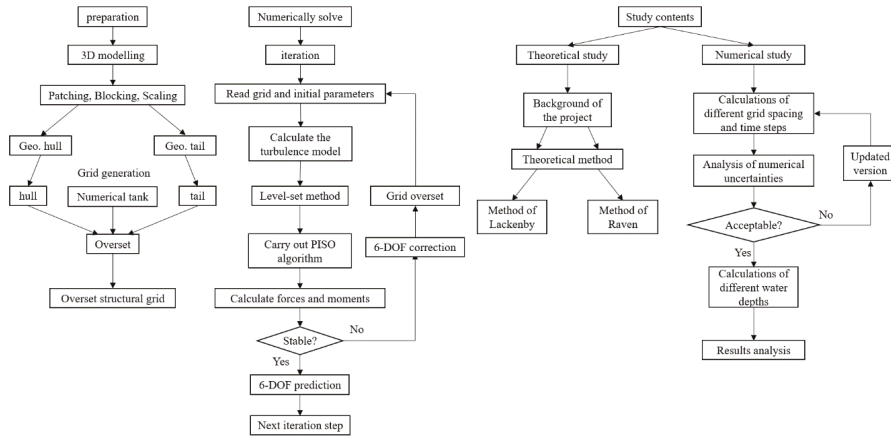 preparation
3D modelling
Patching, Blocking, Scaling
Geo. hull
Geo. tail
Grid generation
hull
Numerical tank
tail
Overset
Overset structural grid
Numerically solve
iteration
Read grid and initial parameters
Calculate the
turbulence model
Level-set method
Grid overset
Carry out PISO
algorithm
6-DOF correction
Calculate forces and moments
Stable?
No
Yes
6-DOF prediction
Next iteration step
Study contents
Theoretical study
Background of
the project
Theoretical method
Method of
Lackenby
Method of
Raven
Numerical study
Calculations of
different grid spacing
and time steps
Analysis of numerical
uncertainties
Updated
version
Acceptable?
No
Yes
Calculations of
different water
depths
Results analysis